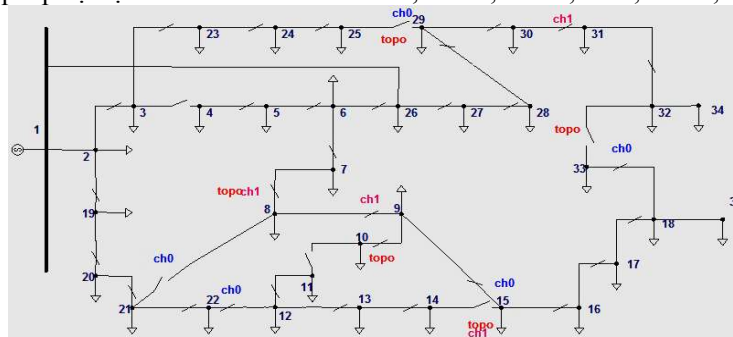 ch0 29 ch1
23 24 25 topo 30 31
1 3 4 5 6 26 27 28 32 34
2 topo
7 33 ch0
topo ch1
19 8 ch1 9 18
ch0 10 topo 17
20 11 ch0
21 22 ch0 12 13 14 15 16
topo
ch1